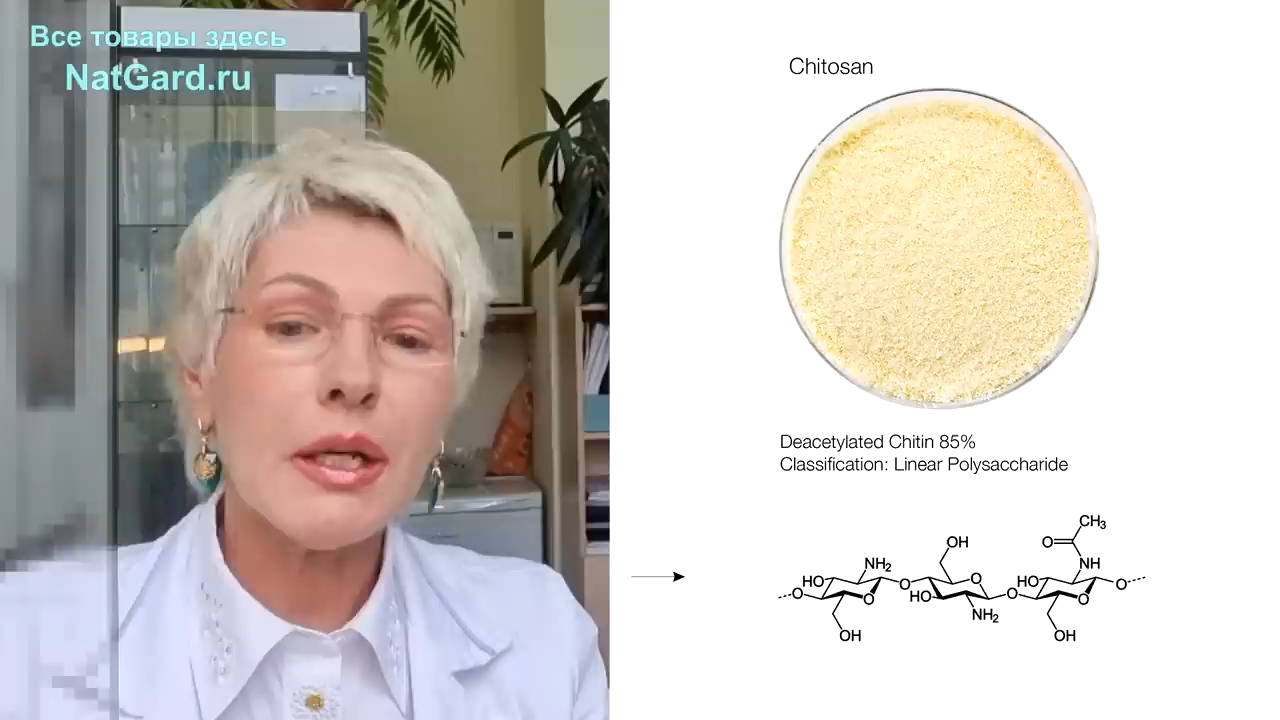 Все товары здесь
NatGard.ru
Chitosan
Deacetylated Chitin 85%
Classification: Linear Polysaccharide
CH3
OH
O
NH2
NH
HO
O
O
HO
O
O
O
HO
O
O
NH2
OH
OH